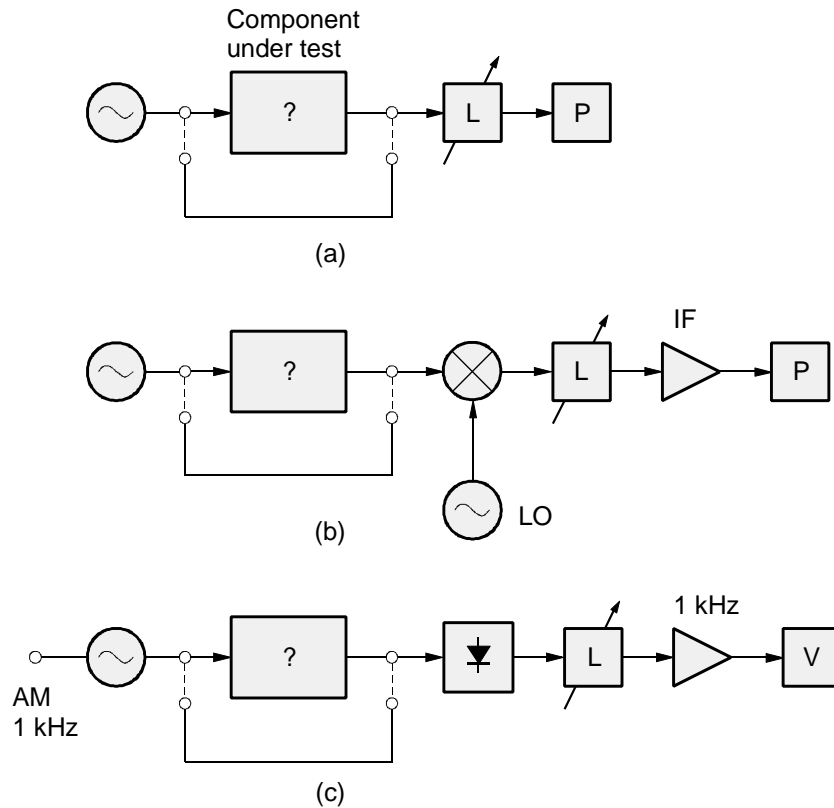 Component
under test
?
L
P
(a)
IF
?
L
P
LO
(b)
1 kHz
?
L
V
AM
1 kHz
(c)